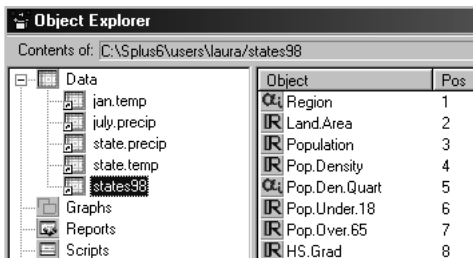 Object Explorer
Contents of: C:\Splus6\users\laura/states98
Data
jan.temp
july.precip
state.precip
state.temp
states98
Graphs
Reports
Scripts
Object Pos
Region 1
Land.Area 2
Population 3
Pop.Density 4
Pop.Den.Quart 5
Pop.Under.18 6
Pop.Over.65 7
HS.Grad 8